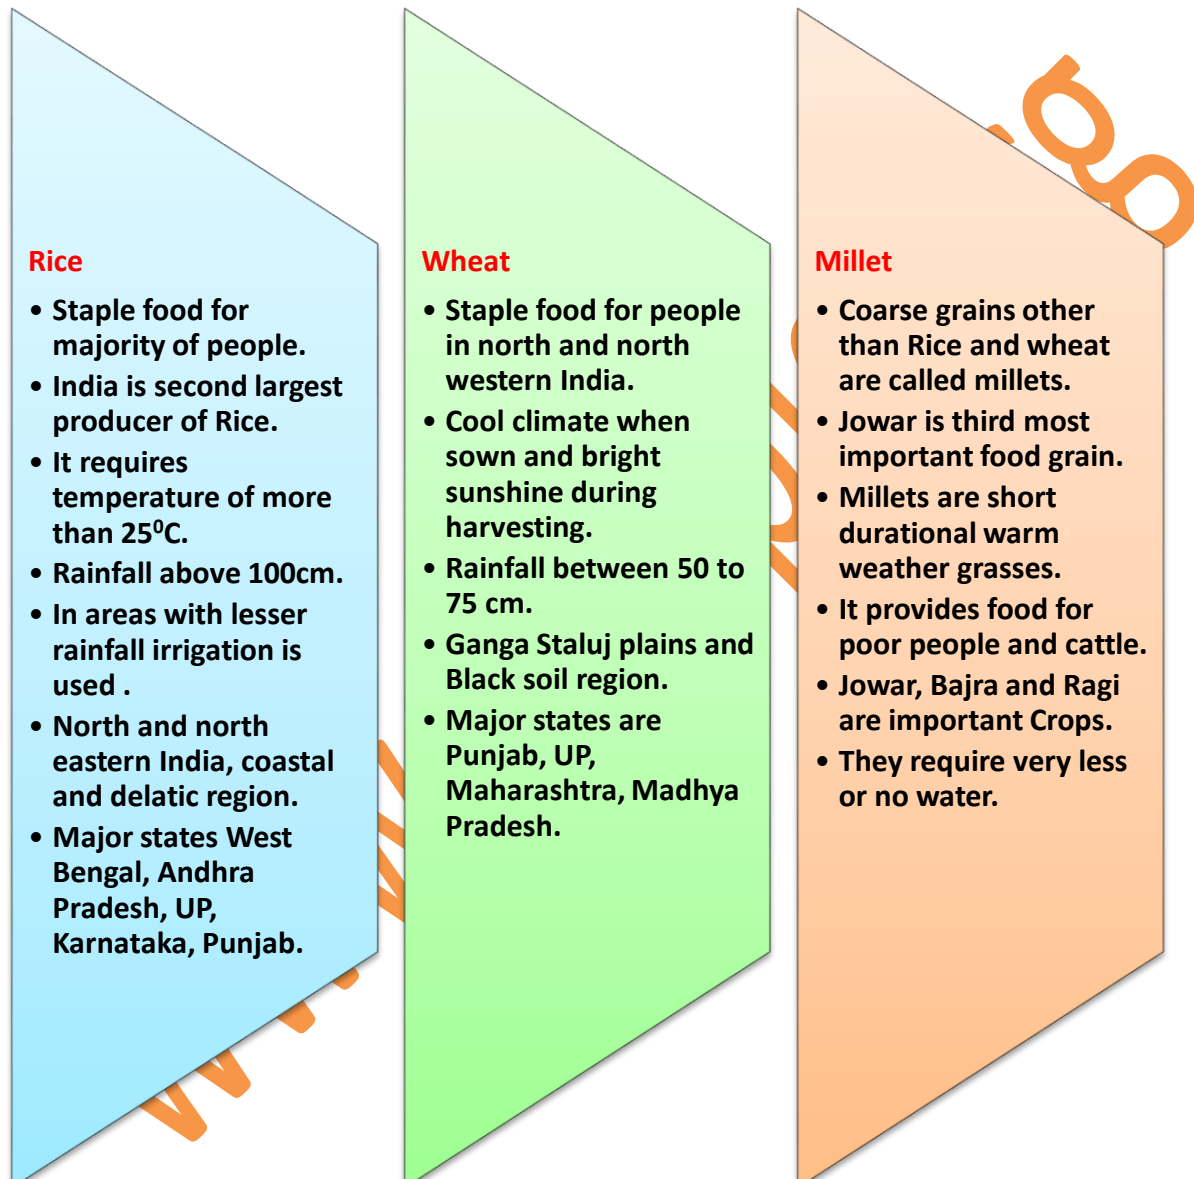 Rice
• Staple food for
majority of people.
• India is second largest
producer of Rice.
• It requires
temperature of more
than 25⁰C.
• Rainfall above 100cm.
• In areas with lesser
rainfall irrigation is
used .
• North and north
eastern India, coastal
and delatic region.
• Major states West
Bengal, Andhra
Pradesh, UP,
Karnataka, Punjab.
Wheat
• Staple food for people
in north and north
western India.
• Cool climate when
sown and bright
sunshine during
harvesting.
• Rainfall between 50 to
75 cm.
• Ganga Staluj plains and
Black soil region.
• Major states are
Punjab, UP,
Maharashtra, Madhya
Pradesh.
Millet
• Coarse grains other
than Rice and wheat
are called millets.
• Jowar is third most
important food grain.
• Millets are short
durational warm
weather grasses.
• It provides food for
poor people and cattle.
• Jowar, Bajra and Ragi
are important Crops.
• They require very less
or no water.